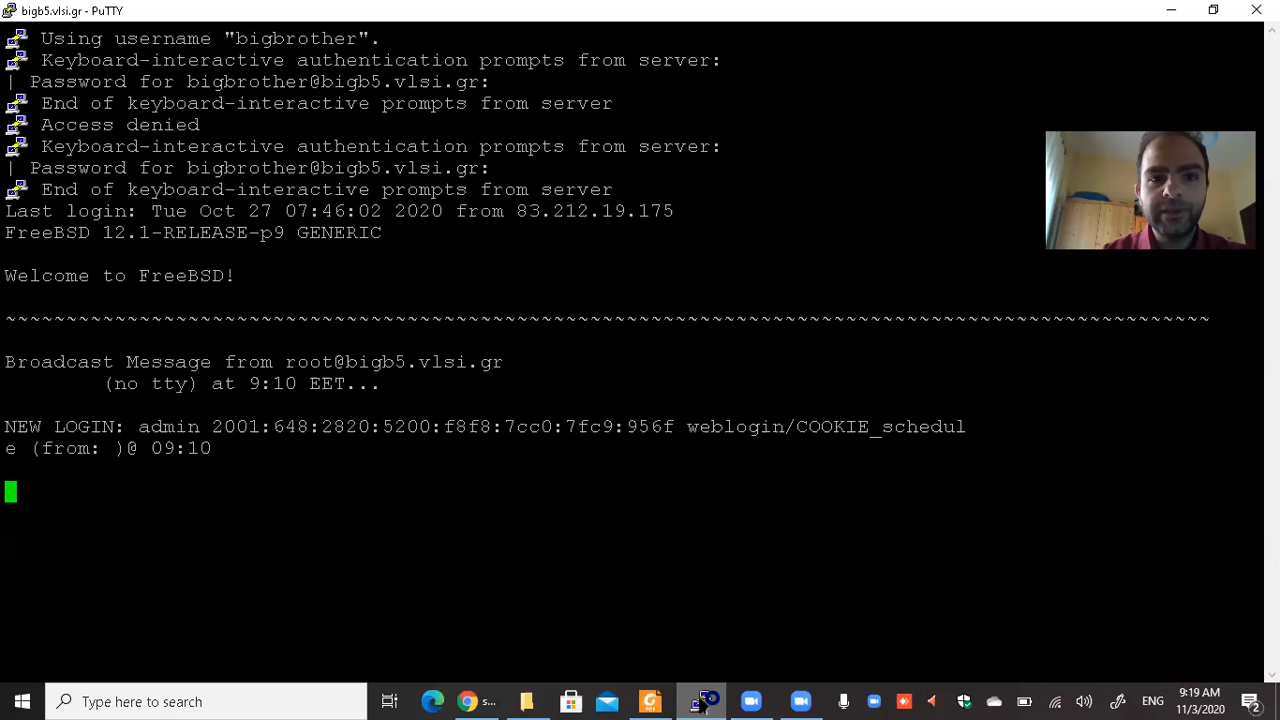 bigb5.vlsi.gr - PuTTY
Using username "bigbrother".
Keyboard-interactive authentication prompts from server:
| Password for bigbrother@bigb5.vlsi.gr:
End of keyboard-interactive prompts from server
Access denied
Keyboard-interactive authentication prompts from server:
| Password for bigbrother@bigb5.vlsi.gr:
End of keyboard-interactive prompts from server
Last login: Tue Oct 27 07:46:02 2020 from 83.212.19.175
FreeBSD 12.1-RELEASE-p9 GENERIC
Welcome to FreeBSD!
~~~~~~~~~~~~~~~~~~~~~~~~~~~~~~~~~~~~~~~~~~~~~~~~~~~~~~~~~~~~~~~~~~~~~~~~~~~~~~~~~~~~~~~~~~~~~~~~~~~
Broadcast Message from root@bigb5.vlsi.gr
(no tty) at 9:10 EET...
NEW LOGIN: admin 2001:648:2820:5200:f8f8:7cc0:7fc9:956f weblogin/COOKIE_schedul
e (from: )@ 09:10
Type here to search
s...
ENG
9:19 AM
11/3/2020
2